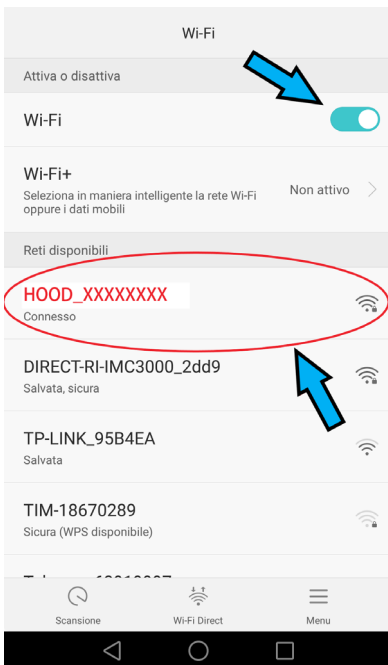 Wi-Fi
Attiva o disattiva
Wi-Fi
Wi-Fi+
Seleziona in maniera intelligente la rete Wi-Fi
oppure i dati mobili
Non attivo
Reti disponibili
HOOD_XXXXXXXX
Connesso
DIRECT-RI-IMC3000_2dd9
Salvata, sicura
TP-LINK_95B4EA
Salvata
TIM-18670289
Sicura (WPS disponibile)
Scansione
Wi-Fi Direct
Menu